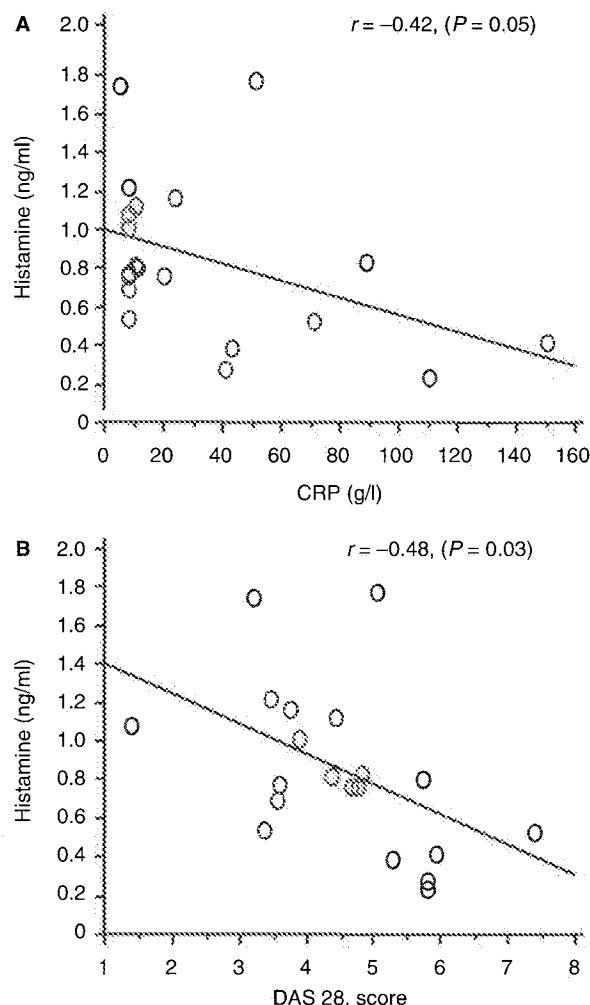 A
r = −0.42, (P = 0.05)
2.0
1.8
1.6
1.4
1.2
1.0
0.8
0.6
0.4
0.2
0
Histamine (ng/ml)
0 20 40 60 80 100 120 140 160
CRP (g/l)
B
r = −0.48, (P = 0.03)
2.0
1.8
1.6
1.4
1.2
1.0
0.8
0.6
0.4
0.2
0
Histamine (ng/ml)
1 2 3 4 5 6 7 8
DAS 28. score